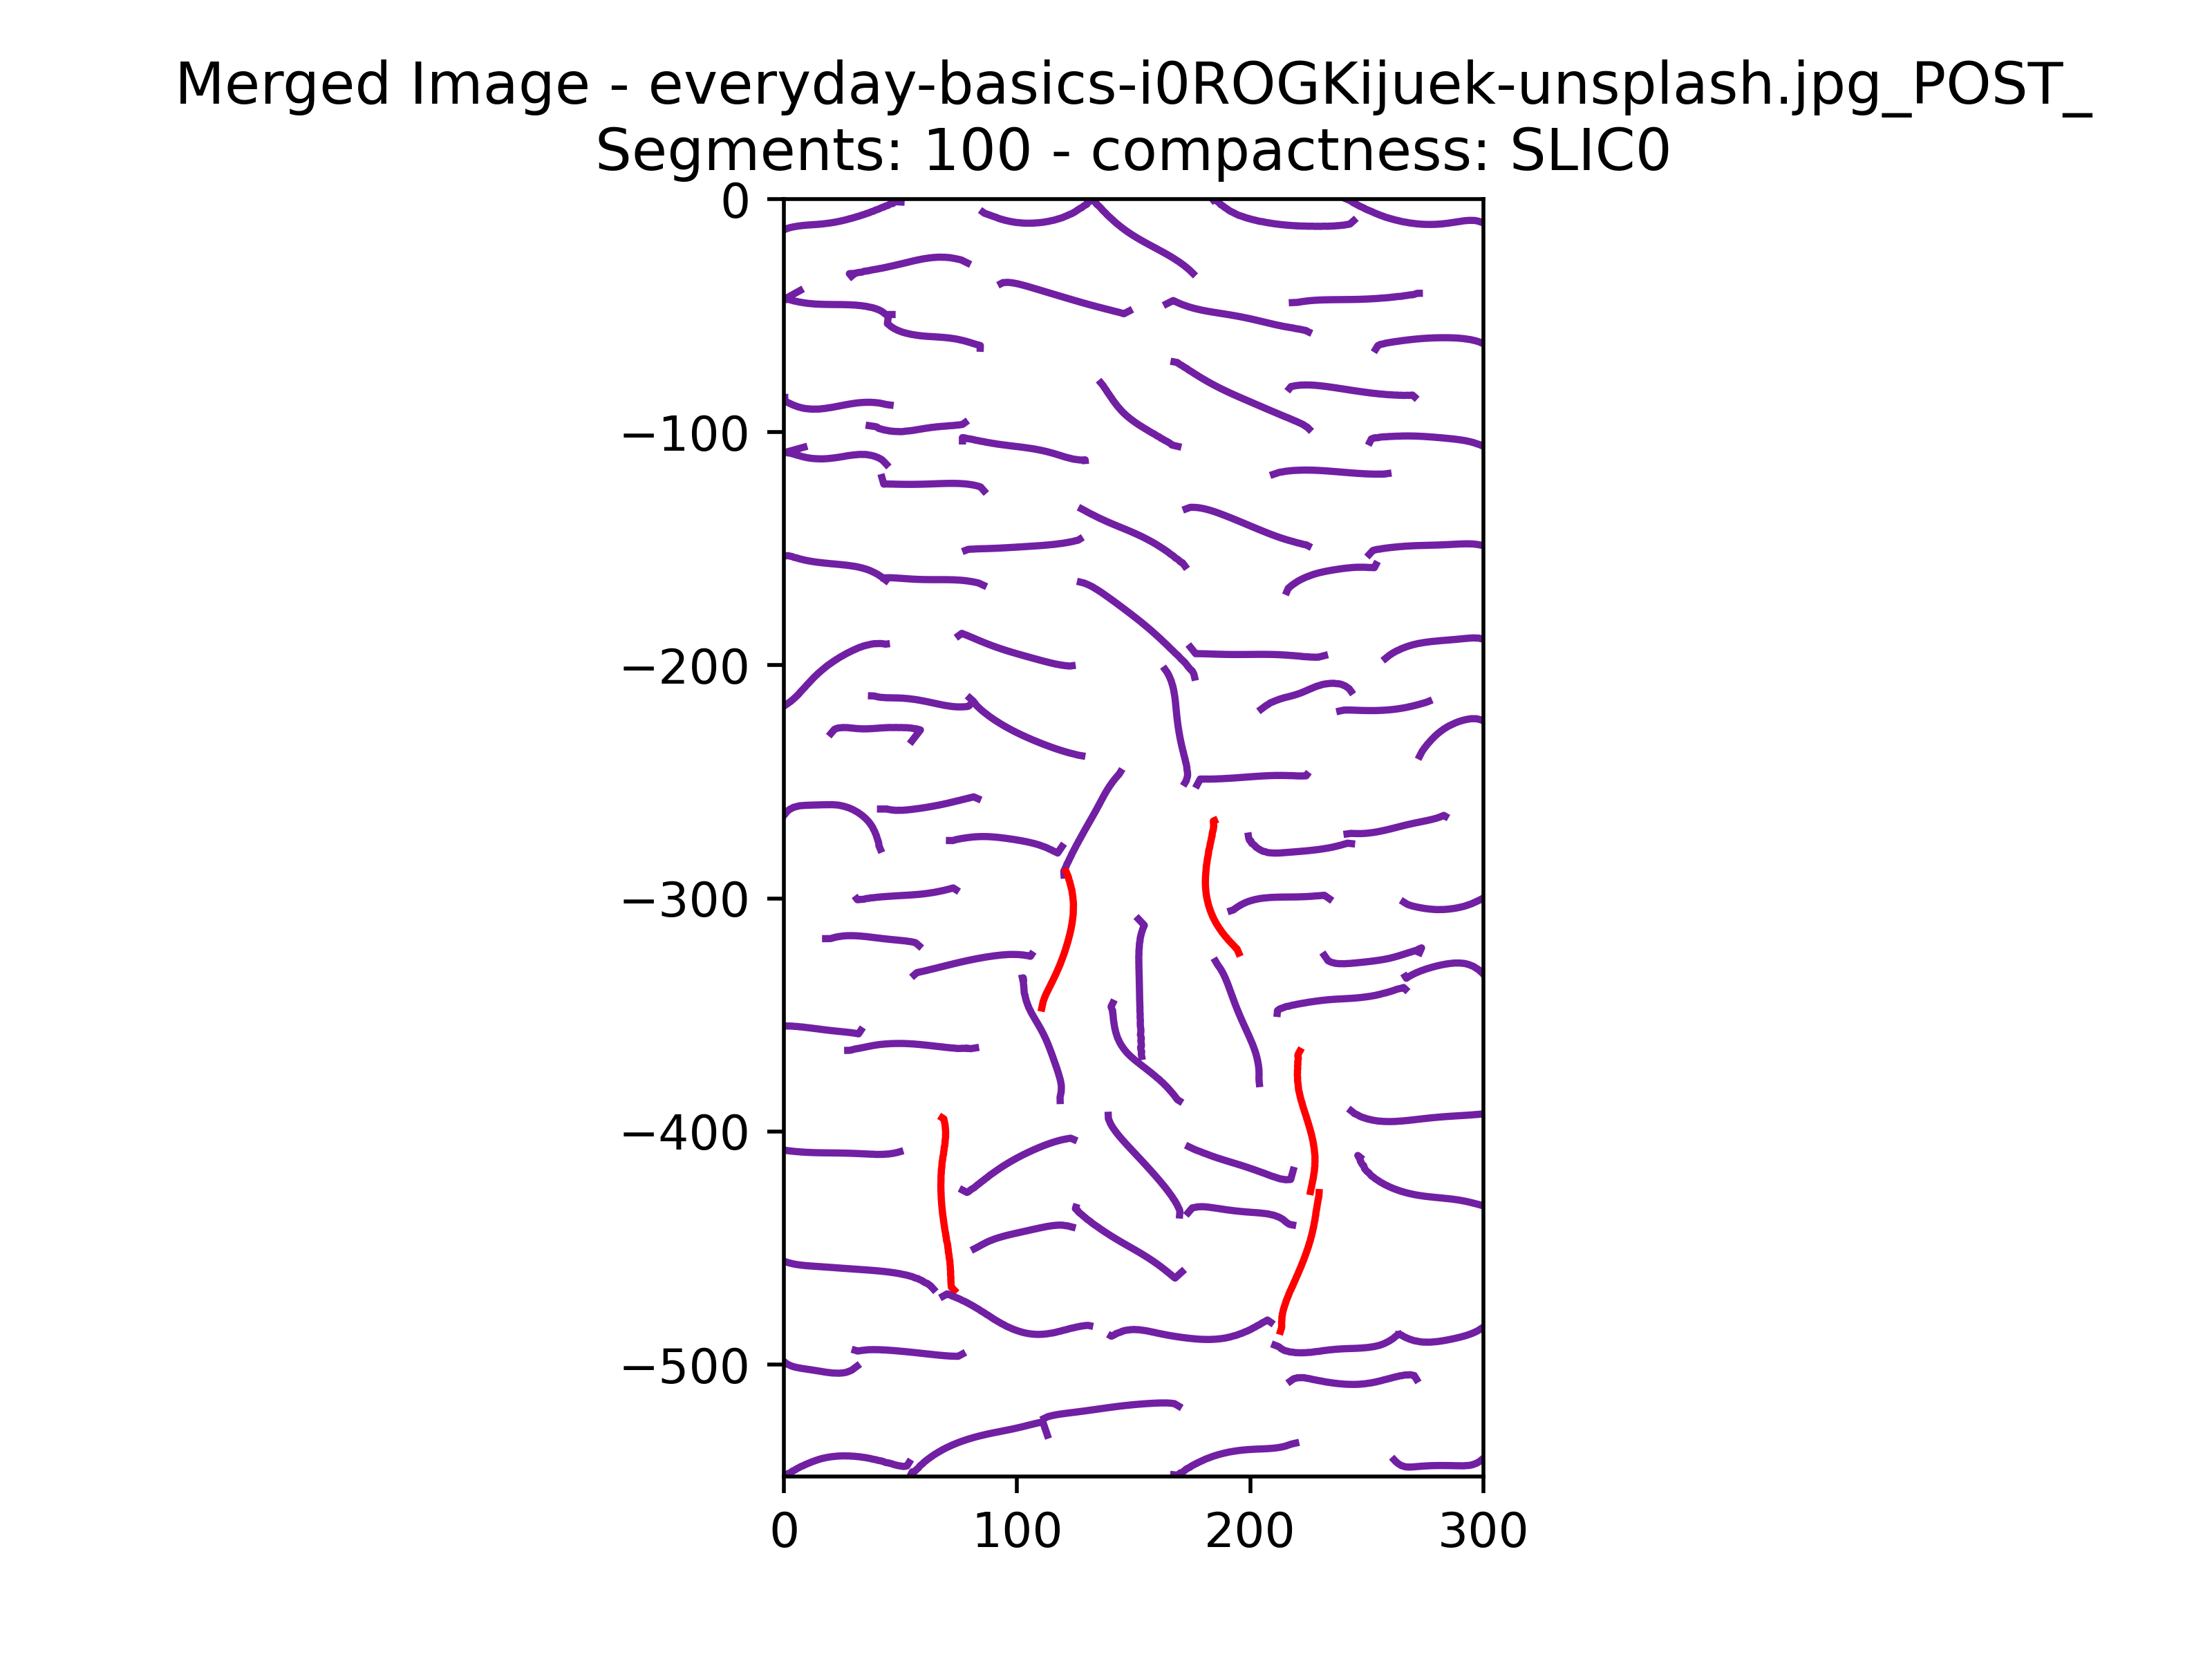 Merged Image - everyday-basics-i0ROGKijuek-unsplash.jpg_POST_
Segments: 100 - compactness: SLIC0
0
−100
−200
−300
−400
−500
0 100 200 300